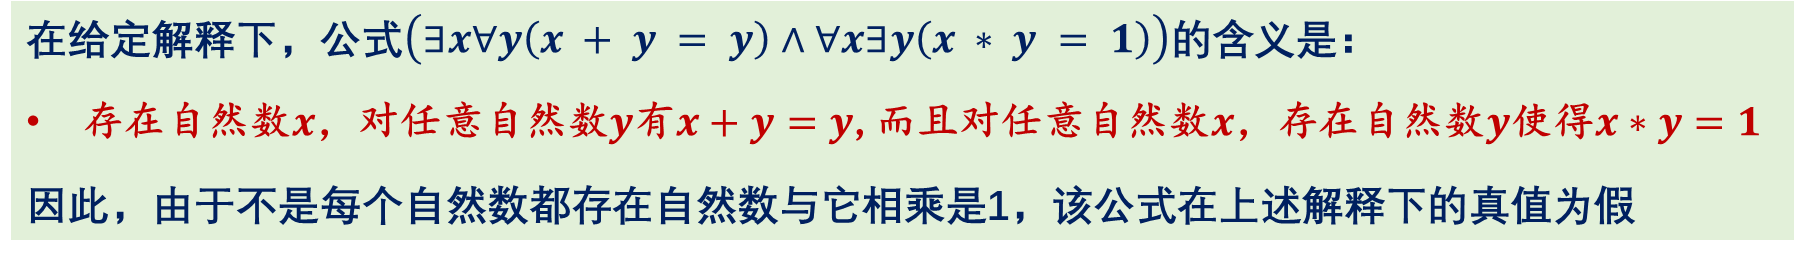 在给定解释下，公式(∃x∀y(x + y = y) ∧ ∀x∃y(x ∗ y = 1))的含义是：
• 存在自然数x，对任意自然数y有x + y = y, 而且对任意自然数x，存在自然数y使得x ∗ y = 1
因此，由于不是每个自然数都存在自然数与它相乘是1，该公式在上述解释下的真值为假